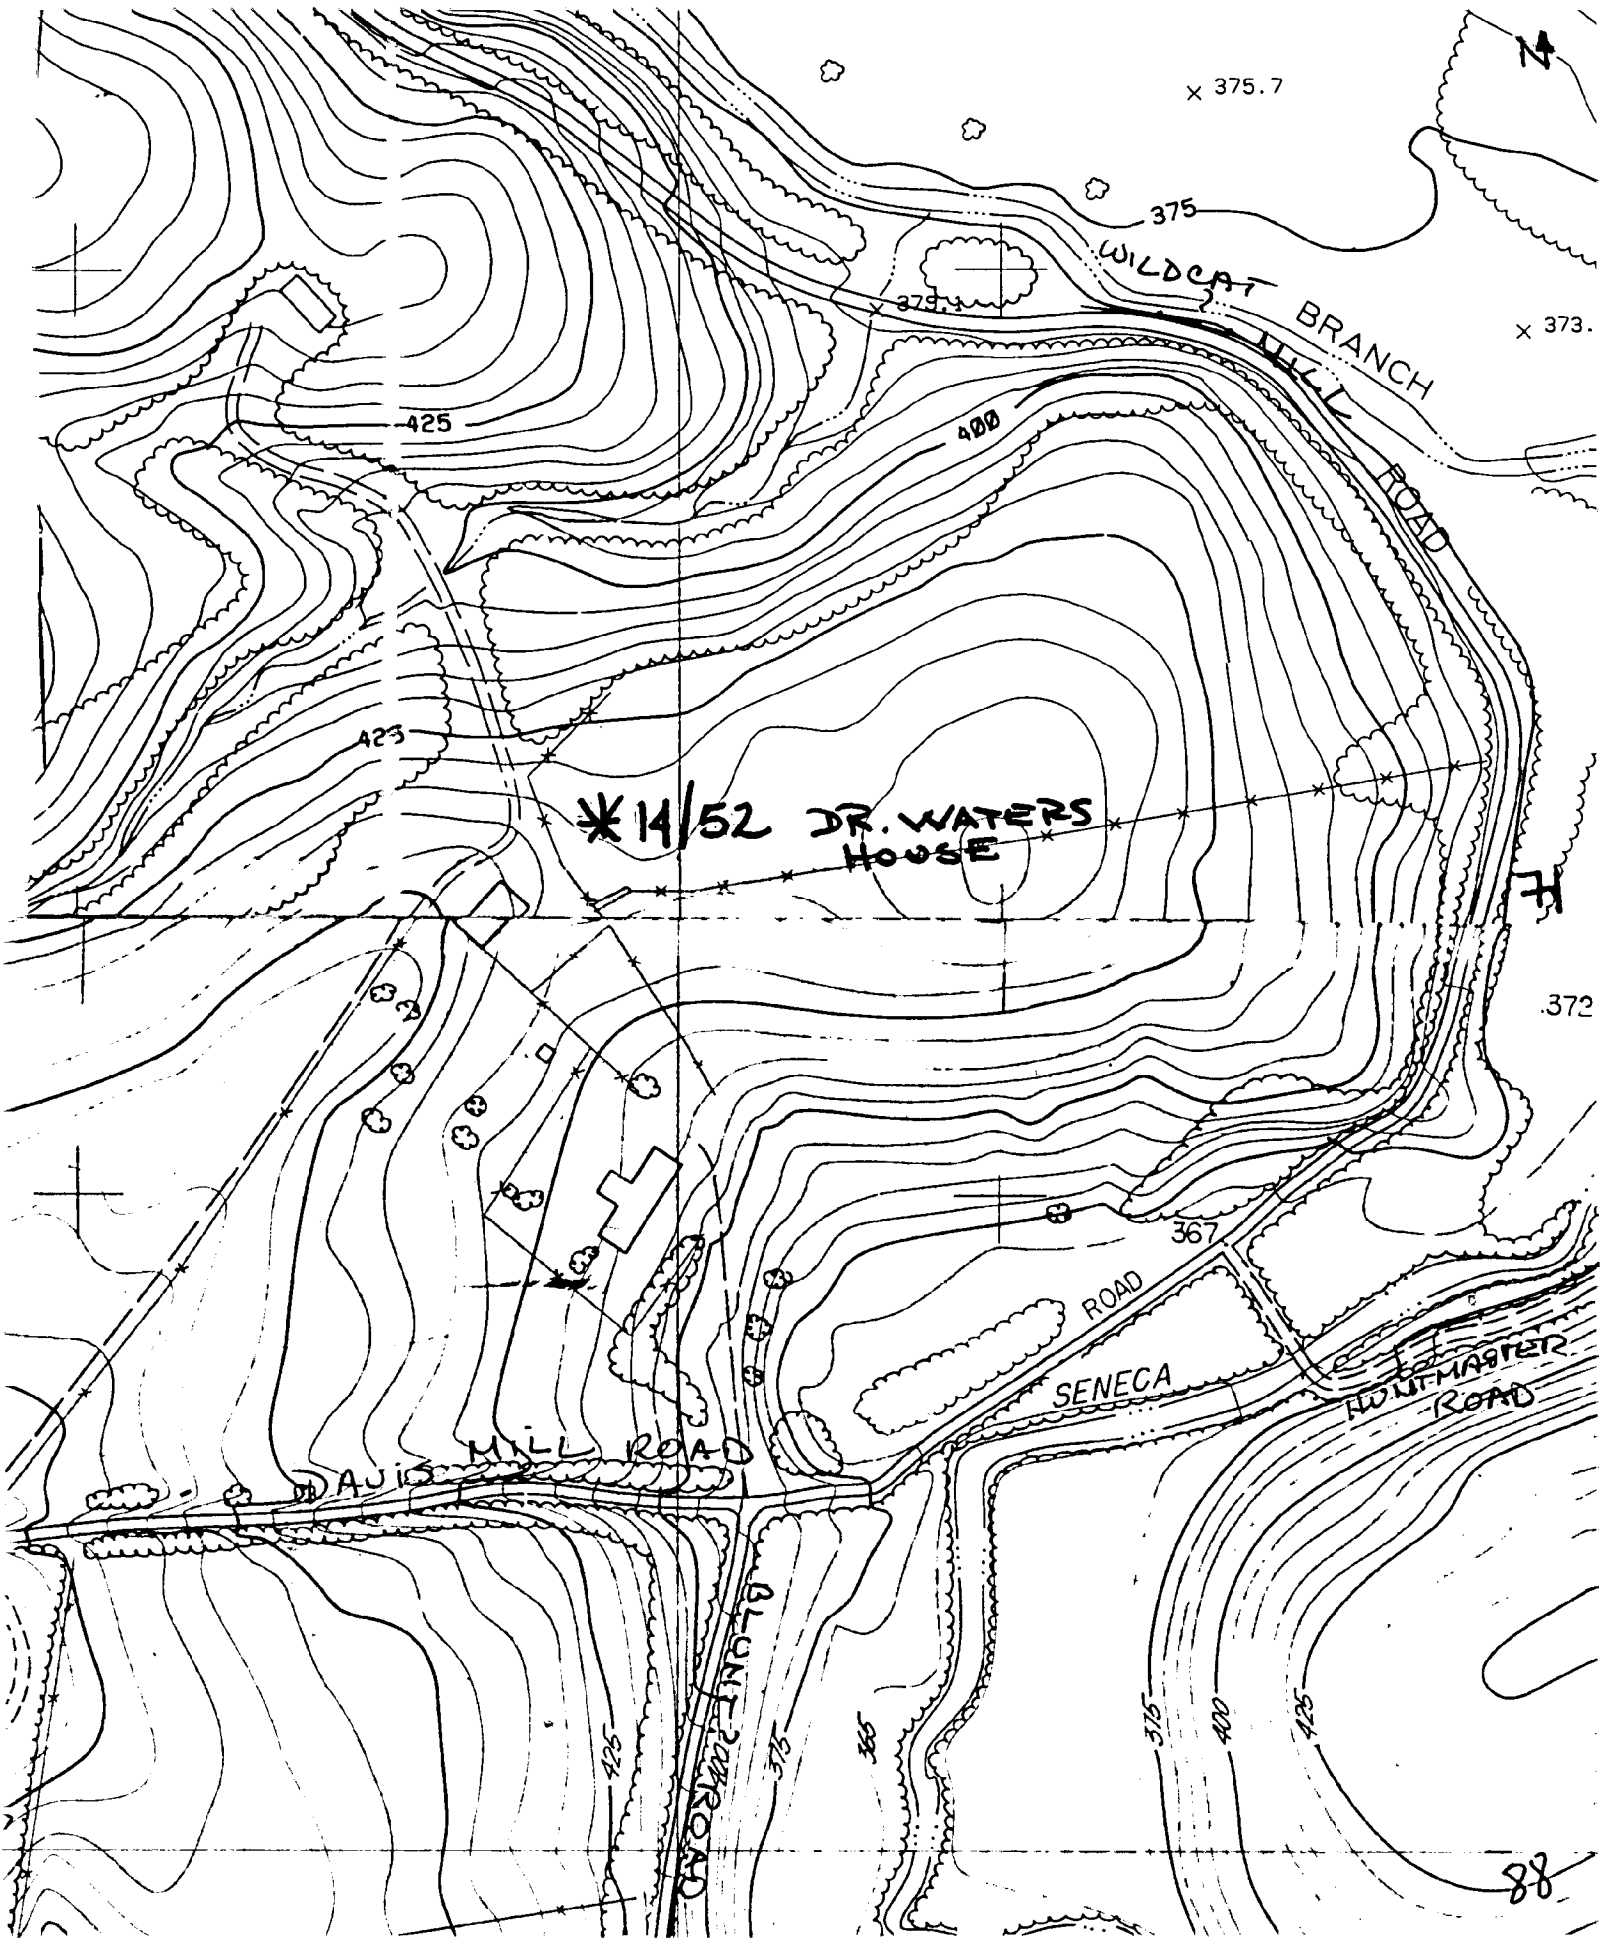 N
× 375.7
375
WILDCAT
BRANCH
× 373.
MILL
ROAD
425
400
425
*14/52 DR. WATERS
HOUSE
.372
367
ROAD
SENECA
HUNTMASTER
ROAD
DAVIS MILL ROAD
BLUNT
ROAD
425
375
365
375
400
425
88